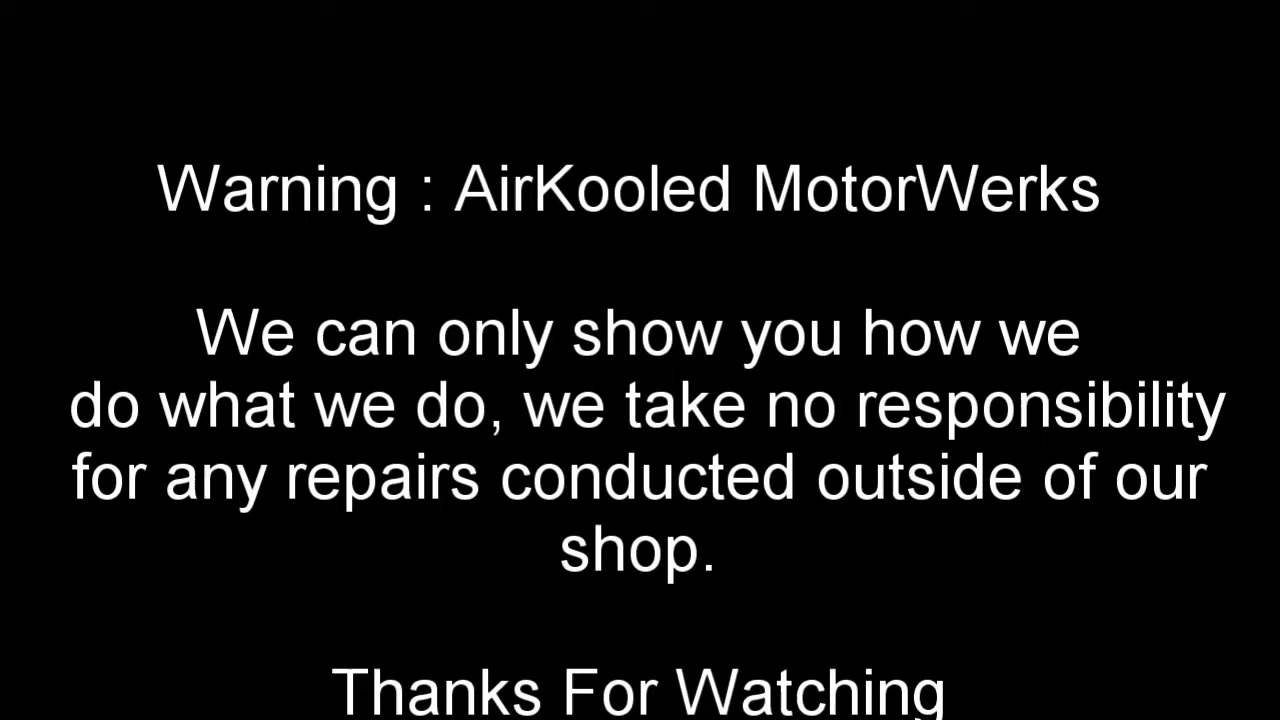 Warning : AirKooled MotorWerks
We can only show you how we
do what we do, we take no responsibility
for any repairs conducted outside of our
shop.
Thanks For Watching